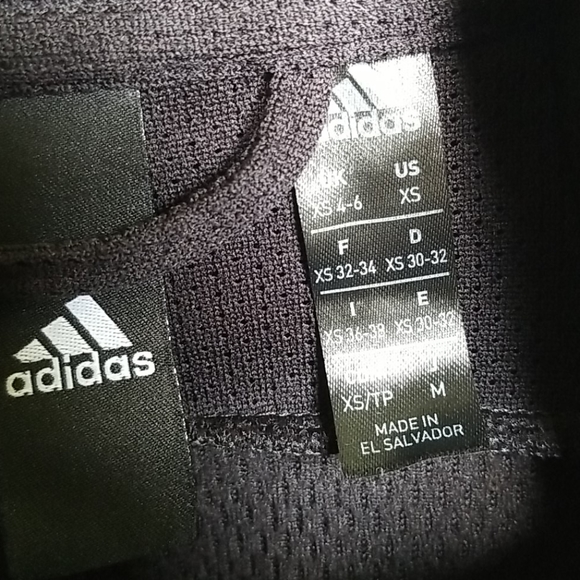 adidas
adidas
UK US
XS 4-6 XS
F D
XS 32-34 XS 30-32
I E
XS 36-38 XS 30-32
XS/TP M
MADE IN
EL SALVADOR